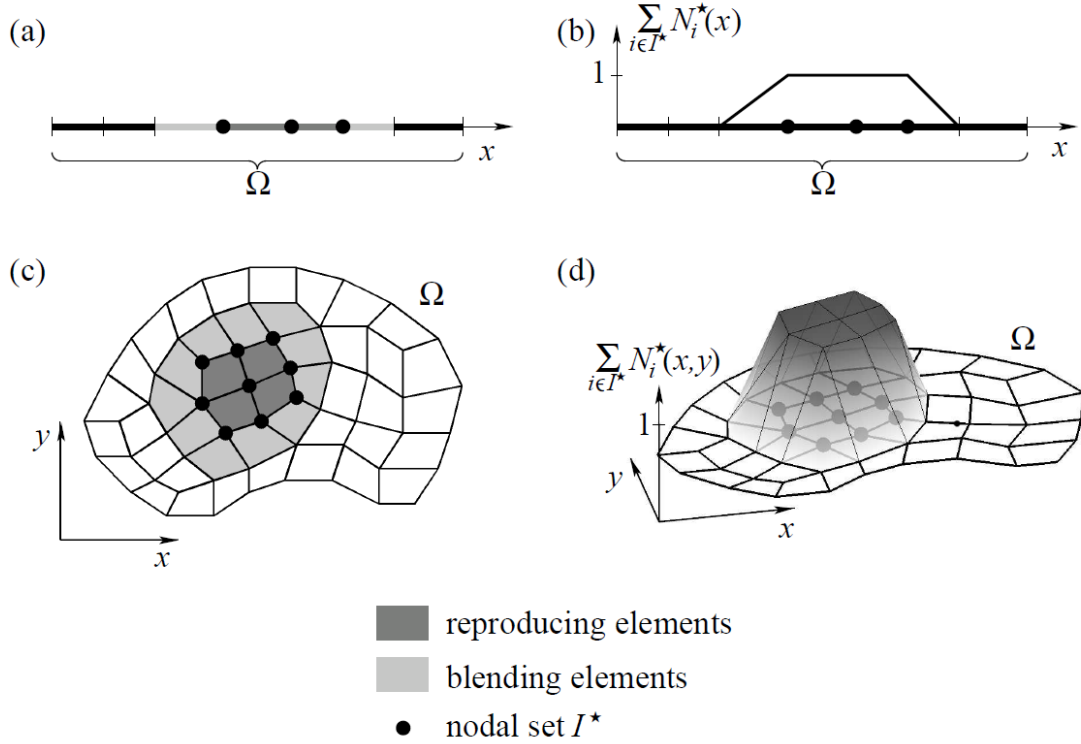 (a)
x
Ω
(b)
∑ i∈I★ N_i^★(x)
1
x
Ω
(c)
Ω
y
x
(d)
Ω
∑ i∈I★ N_i^★(x,y)
1
y
x
reproducing elements
blending elements
nodal set I★